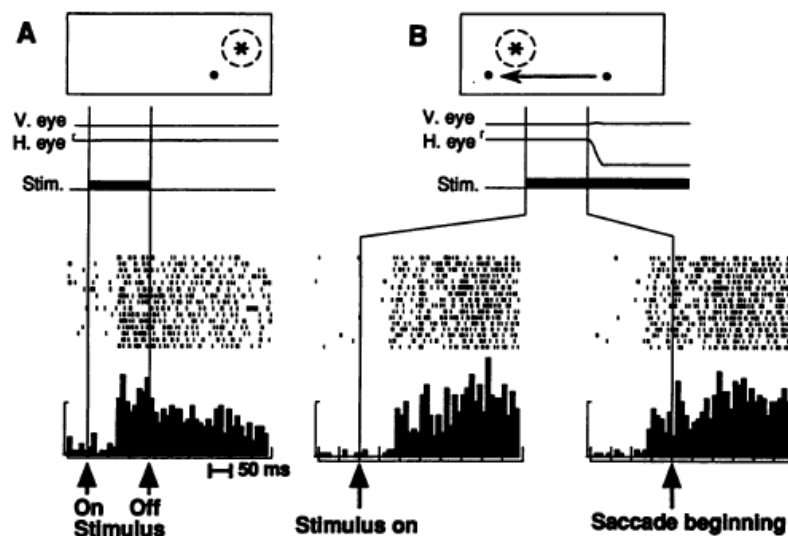 A
B
V. eye
H. eye r
Stim.
V. eye
H. eye r
Stim.
50 ms
On Off
Stimulus
Stimulus on
Saccade beginning